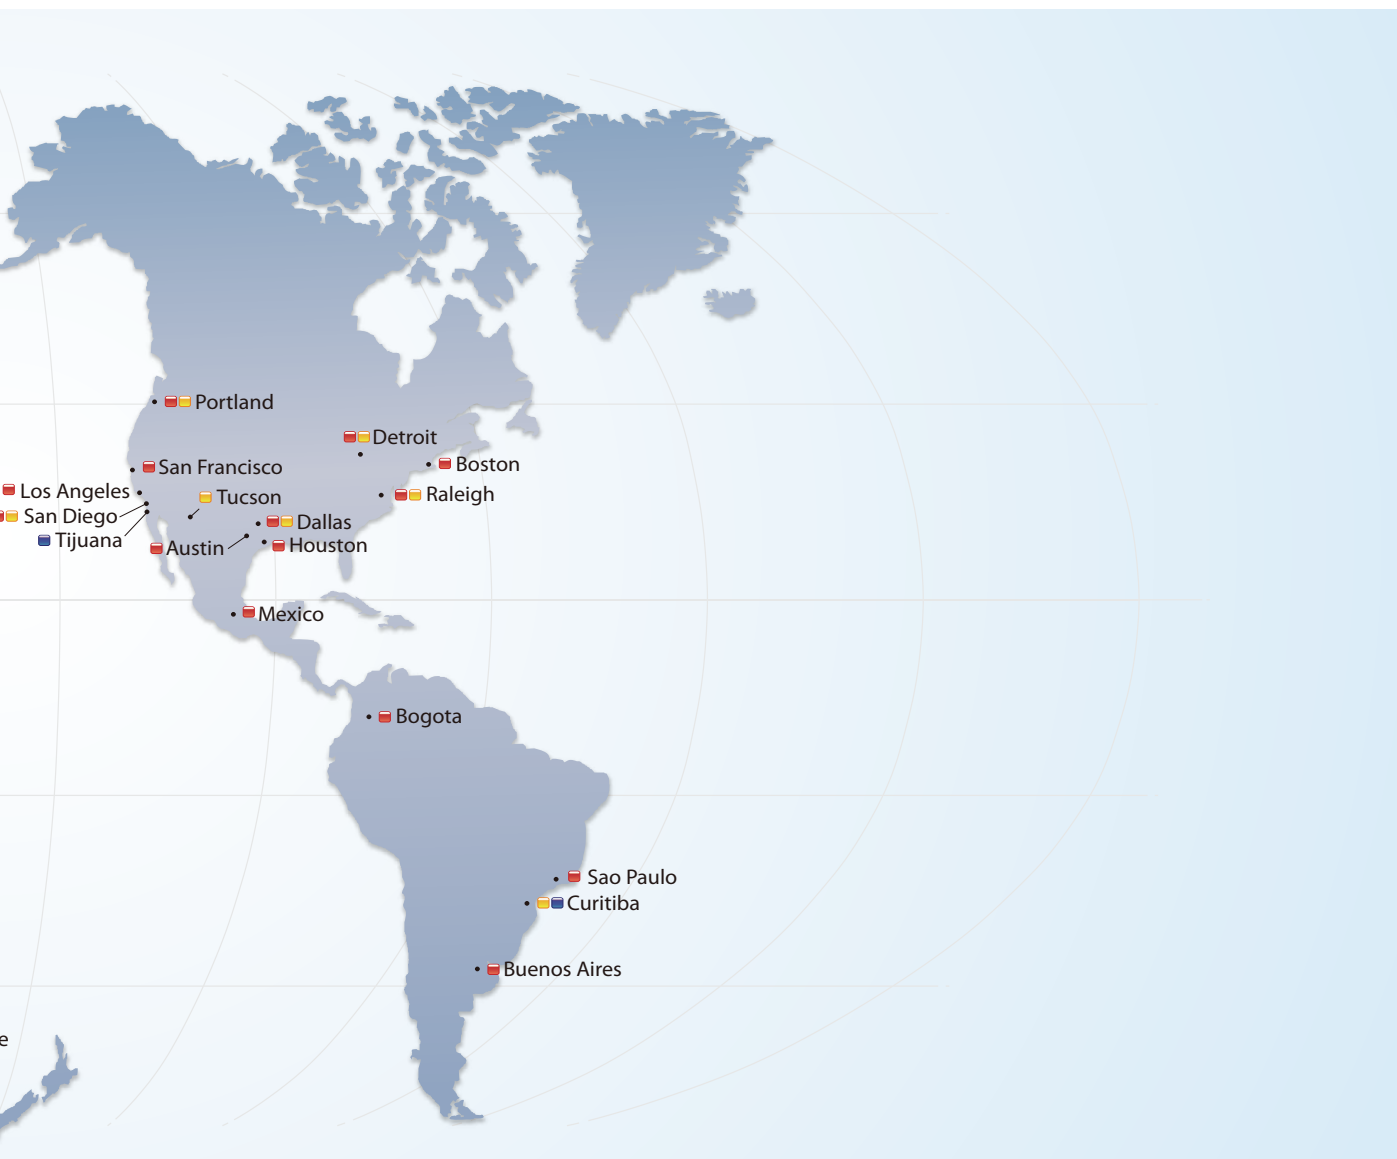 Portland
Detroit
Boston
San Francisco
Los Angeles
Raleigh
Tucson
San Diego
Dallas
Tijuana
Houston
Austin
Mexico
Bogota
Sao Paulo
Curitiba
Buenos Aires
e